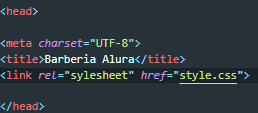 <head>
<meta charset="UTF-8">
<title>Barberia Alura</title>
<link rel="sylesheet" href="style.css">
</head>